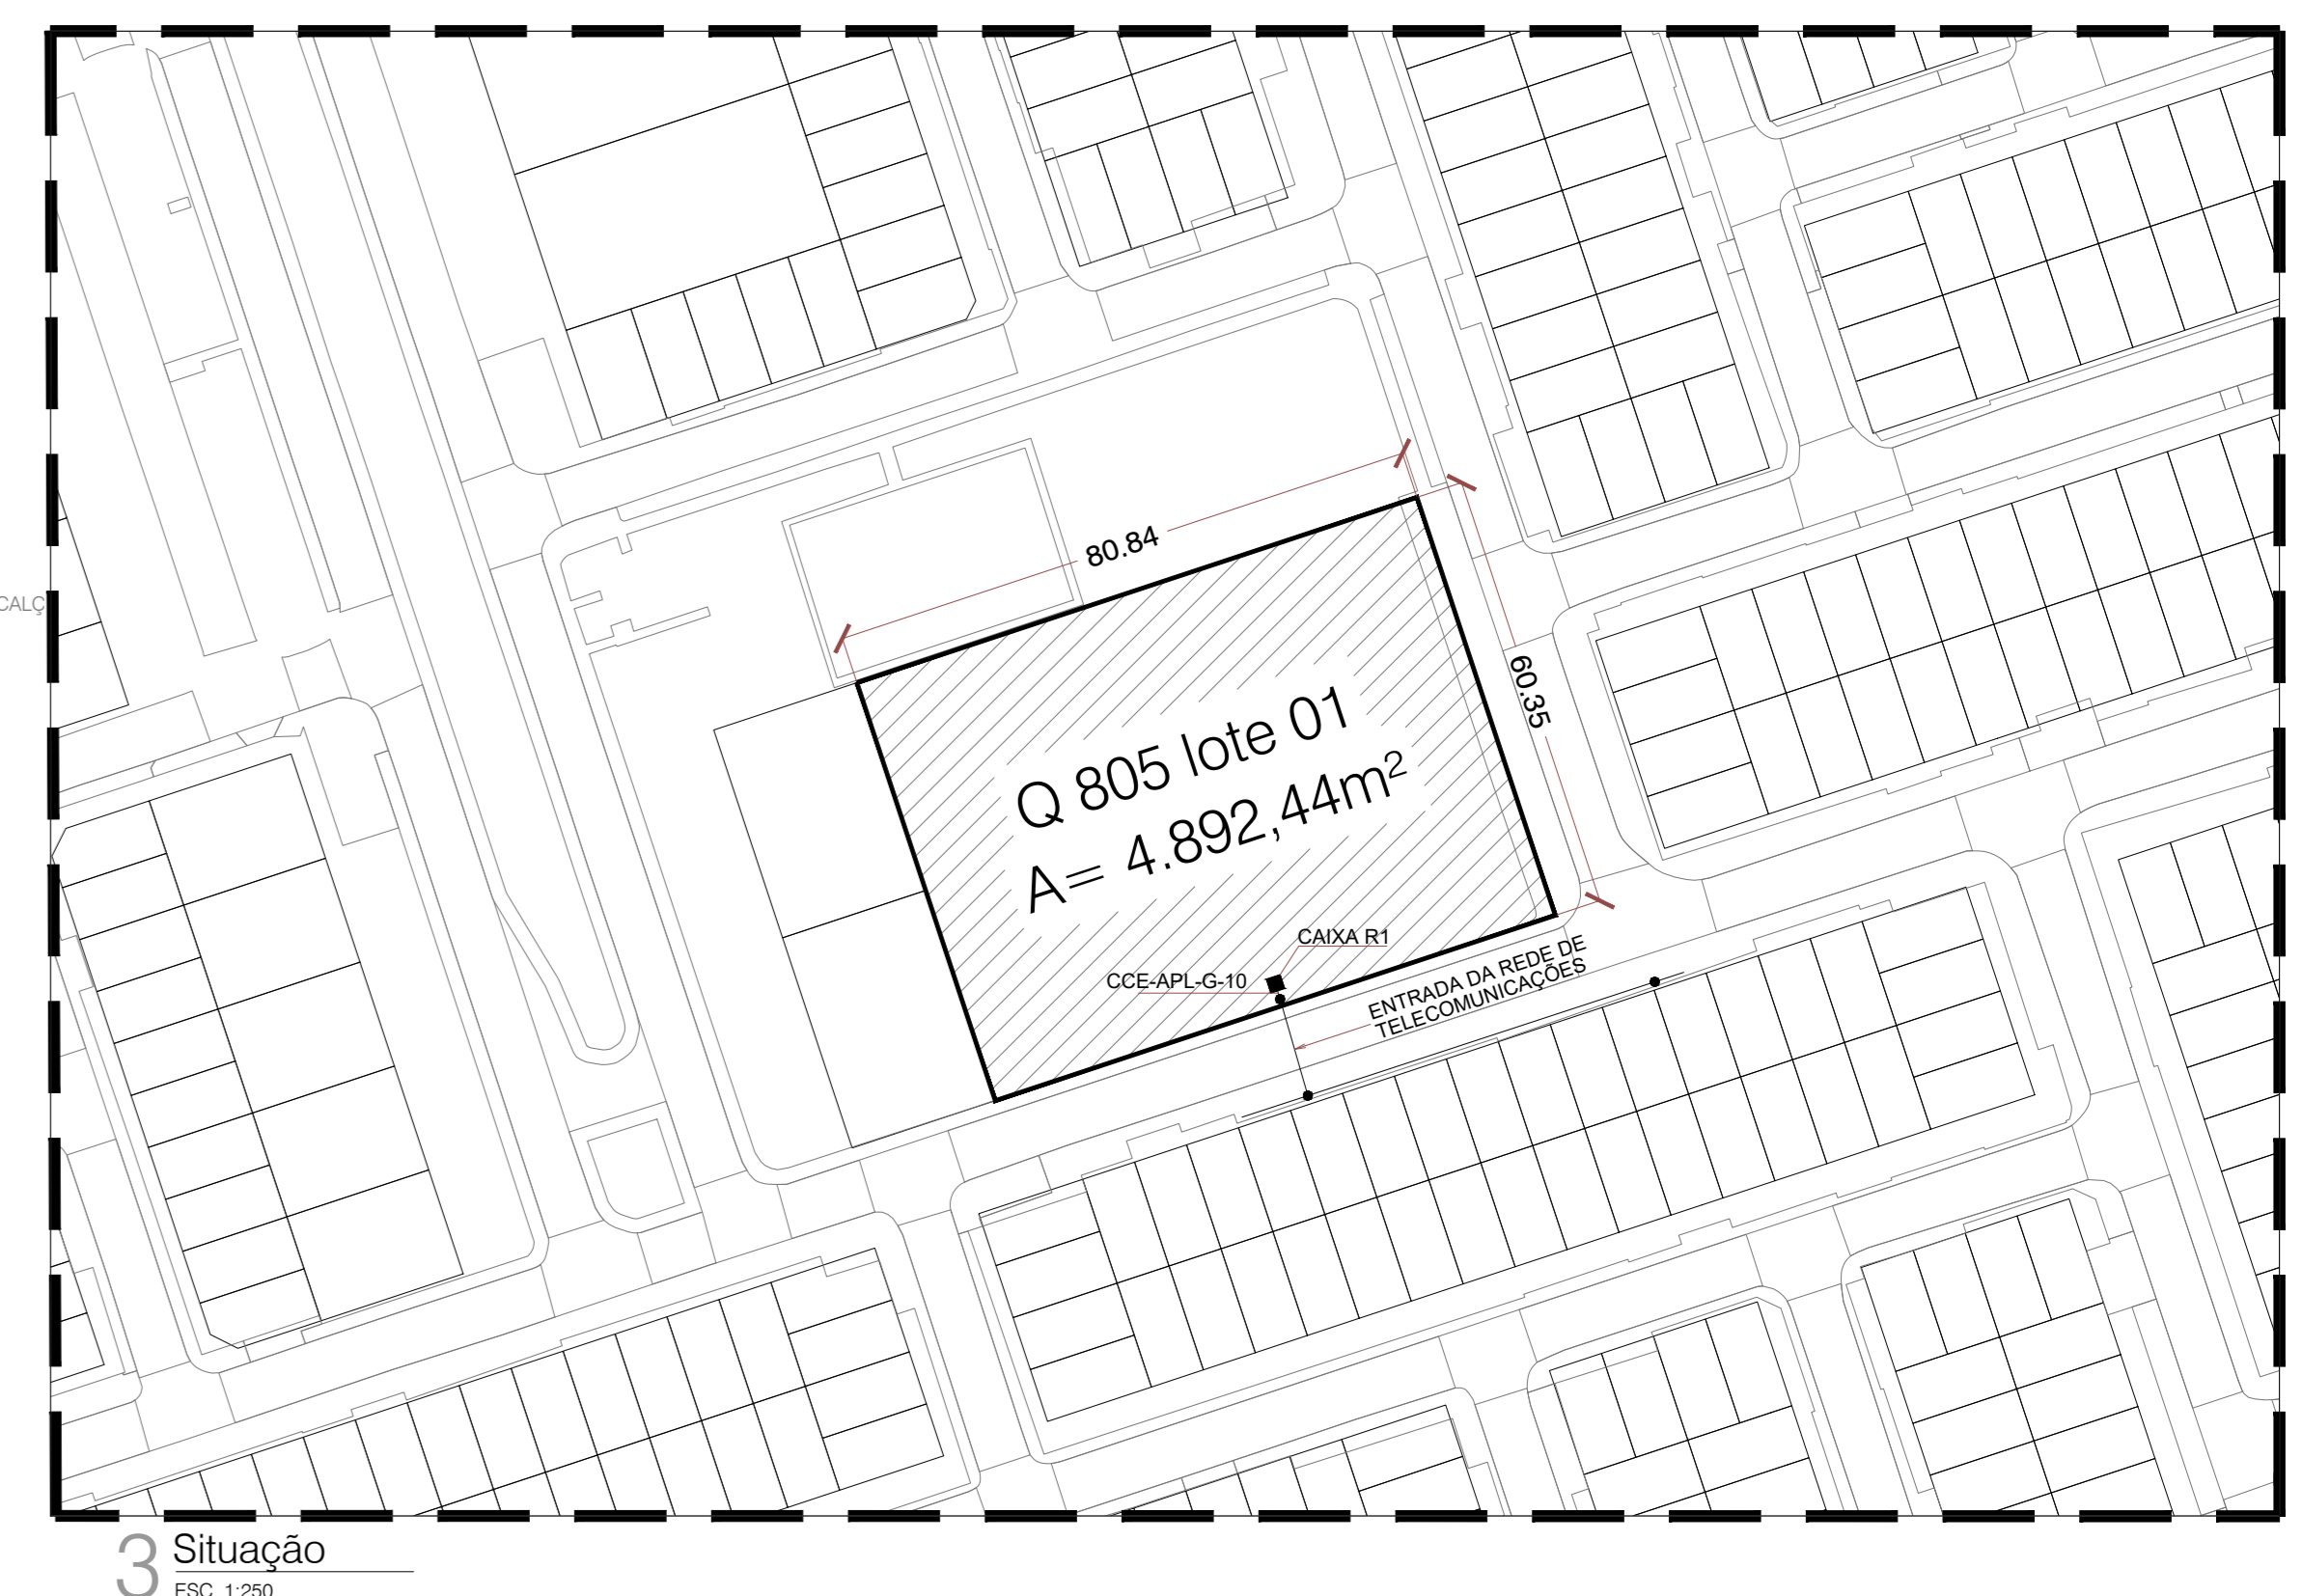 CALÇ
80.84
60.35
Q 805 lote 01
A= 4.892,44m²
CAIXA R1
CCE-APL-G-10
ENTRADA DA REDE DE
TELECOMUNICAÇÕES
3 Situação
ESC. 1:250